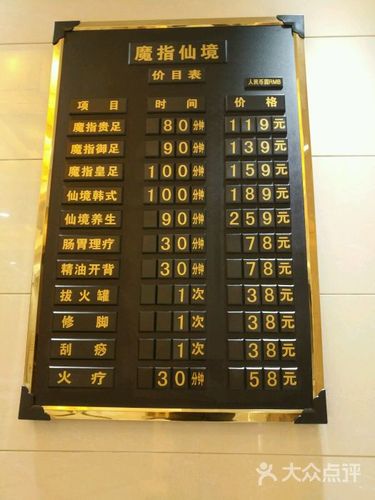 魔指仙境
价目表
人民币圆RMB
项目 时间 价格
魔指贵足 80分钟 119元
魔指御足 90分钟 139元
魔指皇足 100分钟 159元
仙境韩式 100分钟 189元
仙境养生 90分钟 259元
肠胃理疗 30分钟 78元
精油开背 30分钟 78元
拔火罐 1次 38元
修脚 1次 38元
刮痧 1次 38元
火疗 30分钟 58元
大众点评